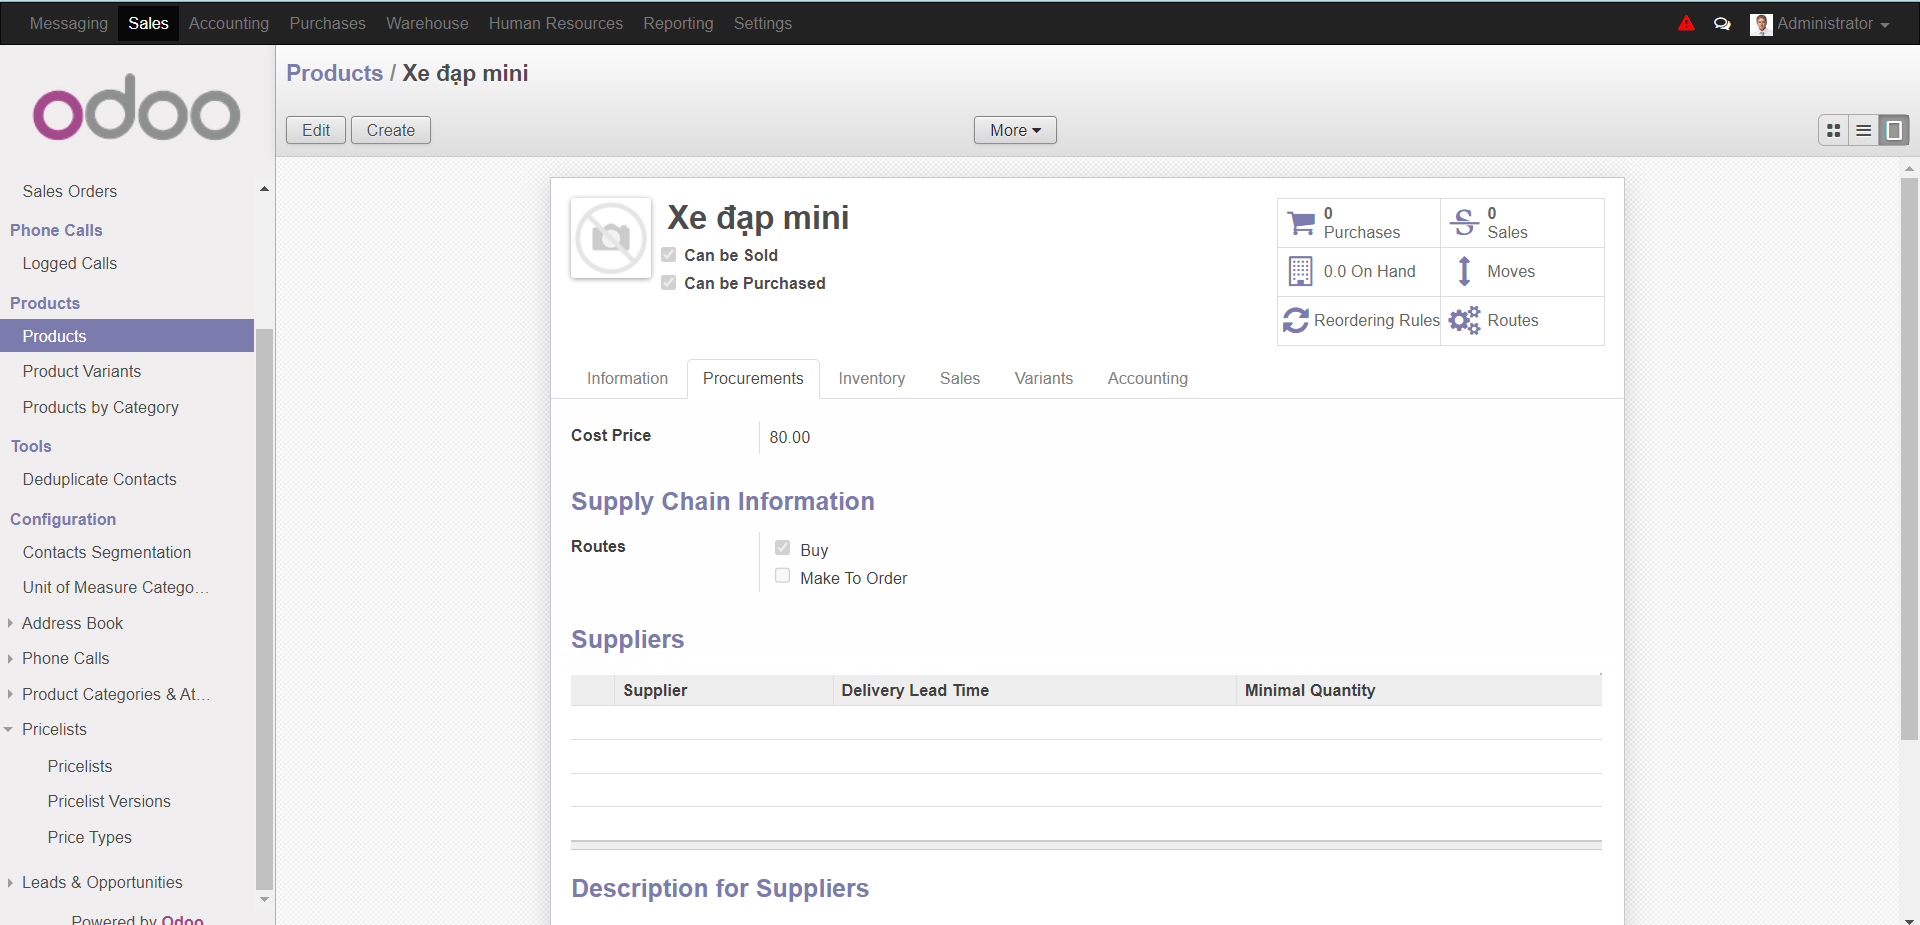 Messaging Sales Accounting Purchases Warehouse Human Resources Reporting Settings Administrator
odoo
Sales Orders
Phone Calls
Logged Calls
Products
Products
Product Variants
Products by Category
Tools
Deduplicate Contacts
Configuration
Contacts Segmentation
Unit of Measure Catego…
Address Book
Phone Calls
Product Categories & At…
Pricelists
Pricelists
Pricelist Versions
Price Types
Leads & Opportunities
Powered by Odoo
Products / Xe đạp mini
Edit Create More
Xe đạp mini
Can be Sold
Can be Purchased
0 Purchases
0 Sales
0.0 On Hand
Moves
Reordering Rules
Routes
Information Procurements Inventory Sales Variants Accounting
Cost Price 80.00
Supply Chain Information
Routes Buy
Make To Order
Suppliers
Supplier Delivery Lead Time Minimal Quantity
Description for Suppliers